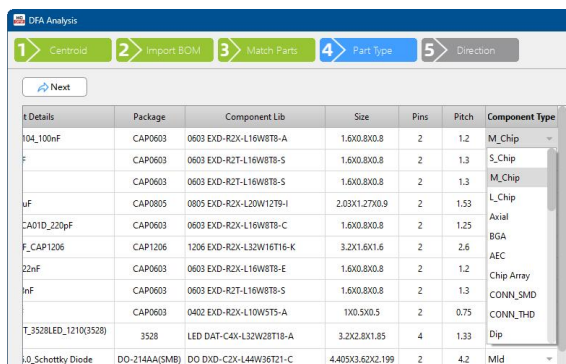 DFA Analysis
1 Centroid 2 Import BOM 3 Match Parts 4 Part Type 5 Direction
Next
t Details Package Component Lib Size Pins Pitch Component Type
104_100nF CAP0603 0603 EXD-R2X-L16W8T8-A 1.6X0.8X0.8 2 1.2 M_Chip
F CAP0603 0603 EXD-R2T-L16W8T8-S 1.6X0.8X0.8 2 1.3 S_Chip
CAP0603 0603 EXD-R2T-L16W8T8-S 1.6X0.8X0.8 2 1.3 M_Chip
uF CAP0805 0805 EXD-R2X-L20W12T9-I 2.03X1.27X0.9 2 1.53 L_Chip
CA01D_220pF CAP0603 0603 EXD-R2X-L16W8T8-C 1.6X0.8X0.8 2 1.25 Axial
BGA
F_CAP1206 CAP1206 1206 EXD-R2X-L32W16T16-K 3.2X1.6X1.6 2 2.6 AEC
22nF CAP0603 0603 EXD-R2X-L16W8T8-E 1.6X0.8X0.8 2 1.2 Chip Array
nF CAP0603 0603 EXD-R2T-L16W8T8-S 1.6X0.8X0.8 2 1.3 CONN_SMD
CAP0603 0402 EXD-R2X-L10W5T5-A 1X0.5X0.5 2 0.75 CONN_THD
T_3528LED_1210(3528) 3528 LED DAT-C4X-L32W28T18-A 3.2X2.8X1.85 4 1.33 Dip
5.0_Schottky Diode DO-214AA(SMB) DO DXD-C2X-L44W36T21-C 4.405X3.62X2.199 2 4.2 Mld